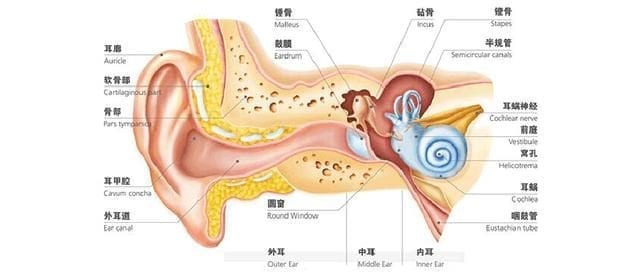 锤骨
Malleus
砧骨
Incus
镫骨
Stapes
耳廓
Auricle
鼓膜
Eardrum
半规管
Semicircular canals
软骨部
Cartilaginous part
骨部
Pars tympanica
耳蜗神经
Cochlear nerve
前庭
Vestibule
窝孔
Helicotrema
耳甲腔
Cavum concha
耳蜗
Cochlea
外耳道
Ear canal
圆窗
Round Window
咽鼓管
Eustachian tube
外耳
Outer Ear
中耳
Middle Ear
内耳
Inner Ear